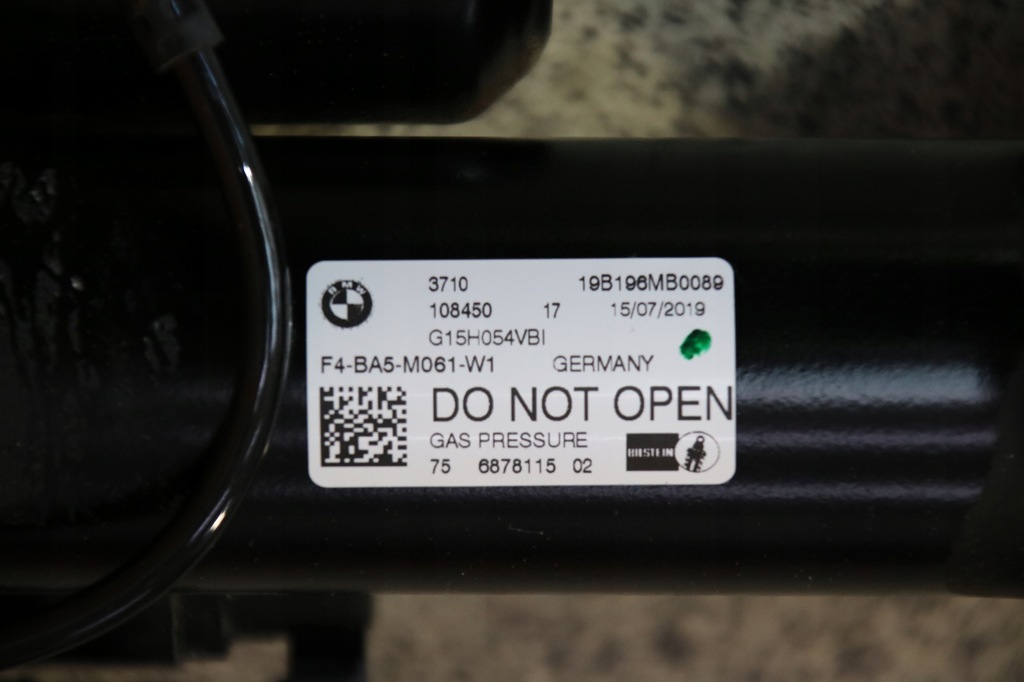 BMW
3710 19B196MB0089
108450 17 15/07/2019
G15H054VBI
F4-BA5-M061-W1 GERMANY
DO NOT OPEN
GAS PRESSURE
BILSTEIN
75 6878115 02